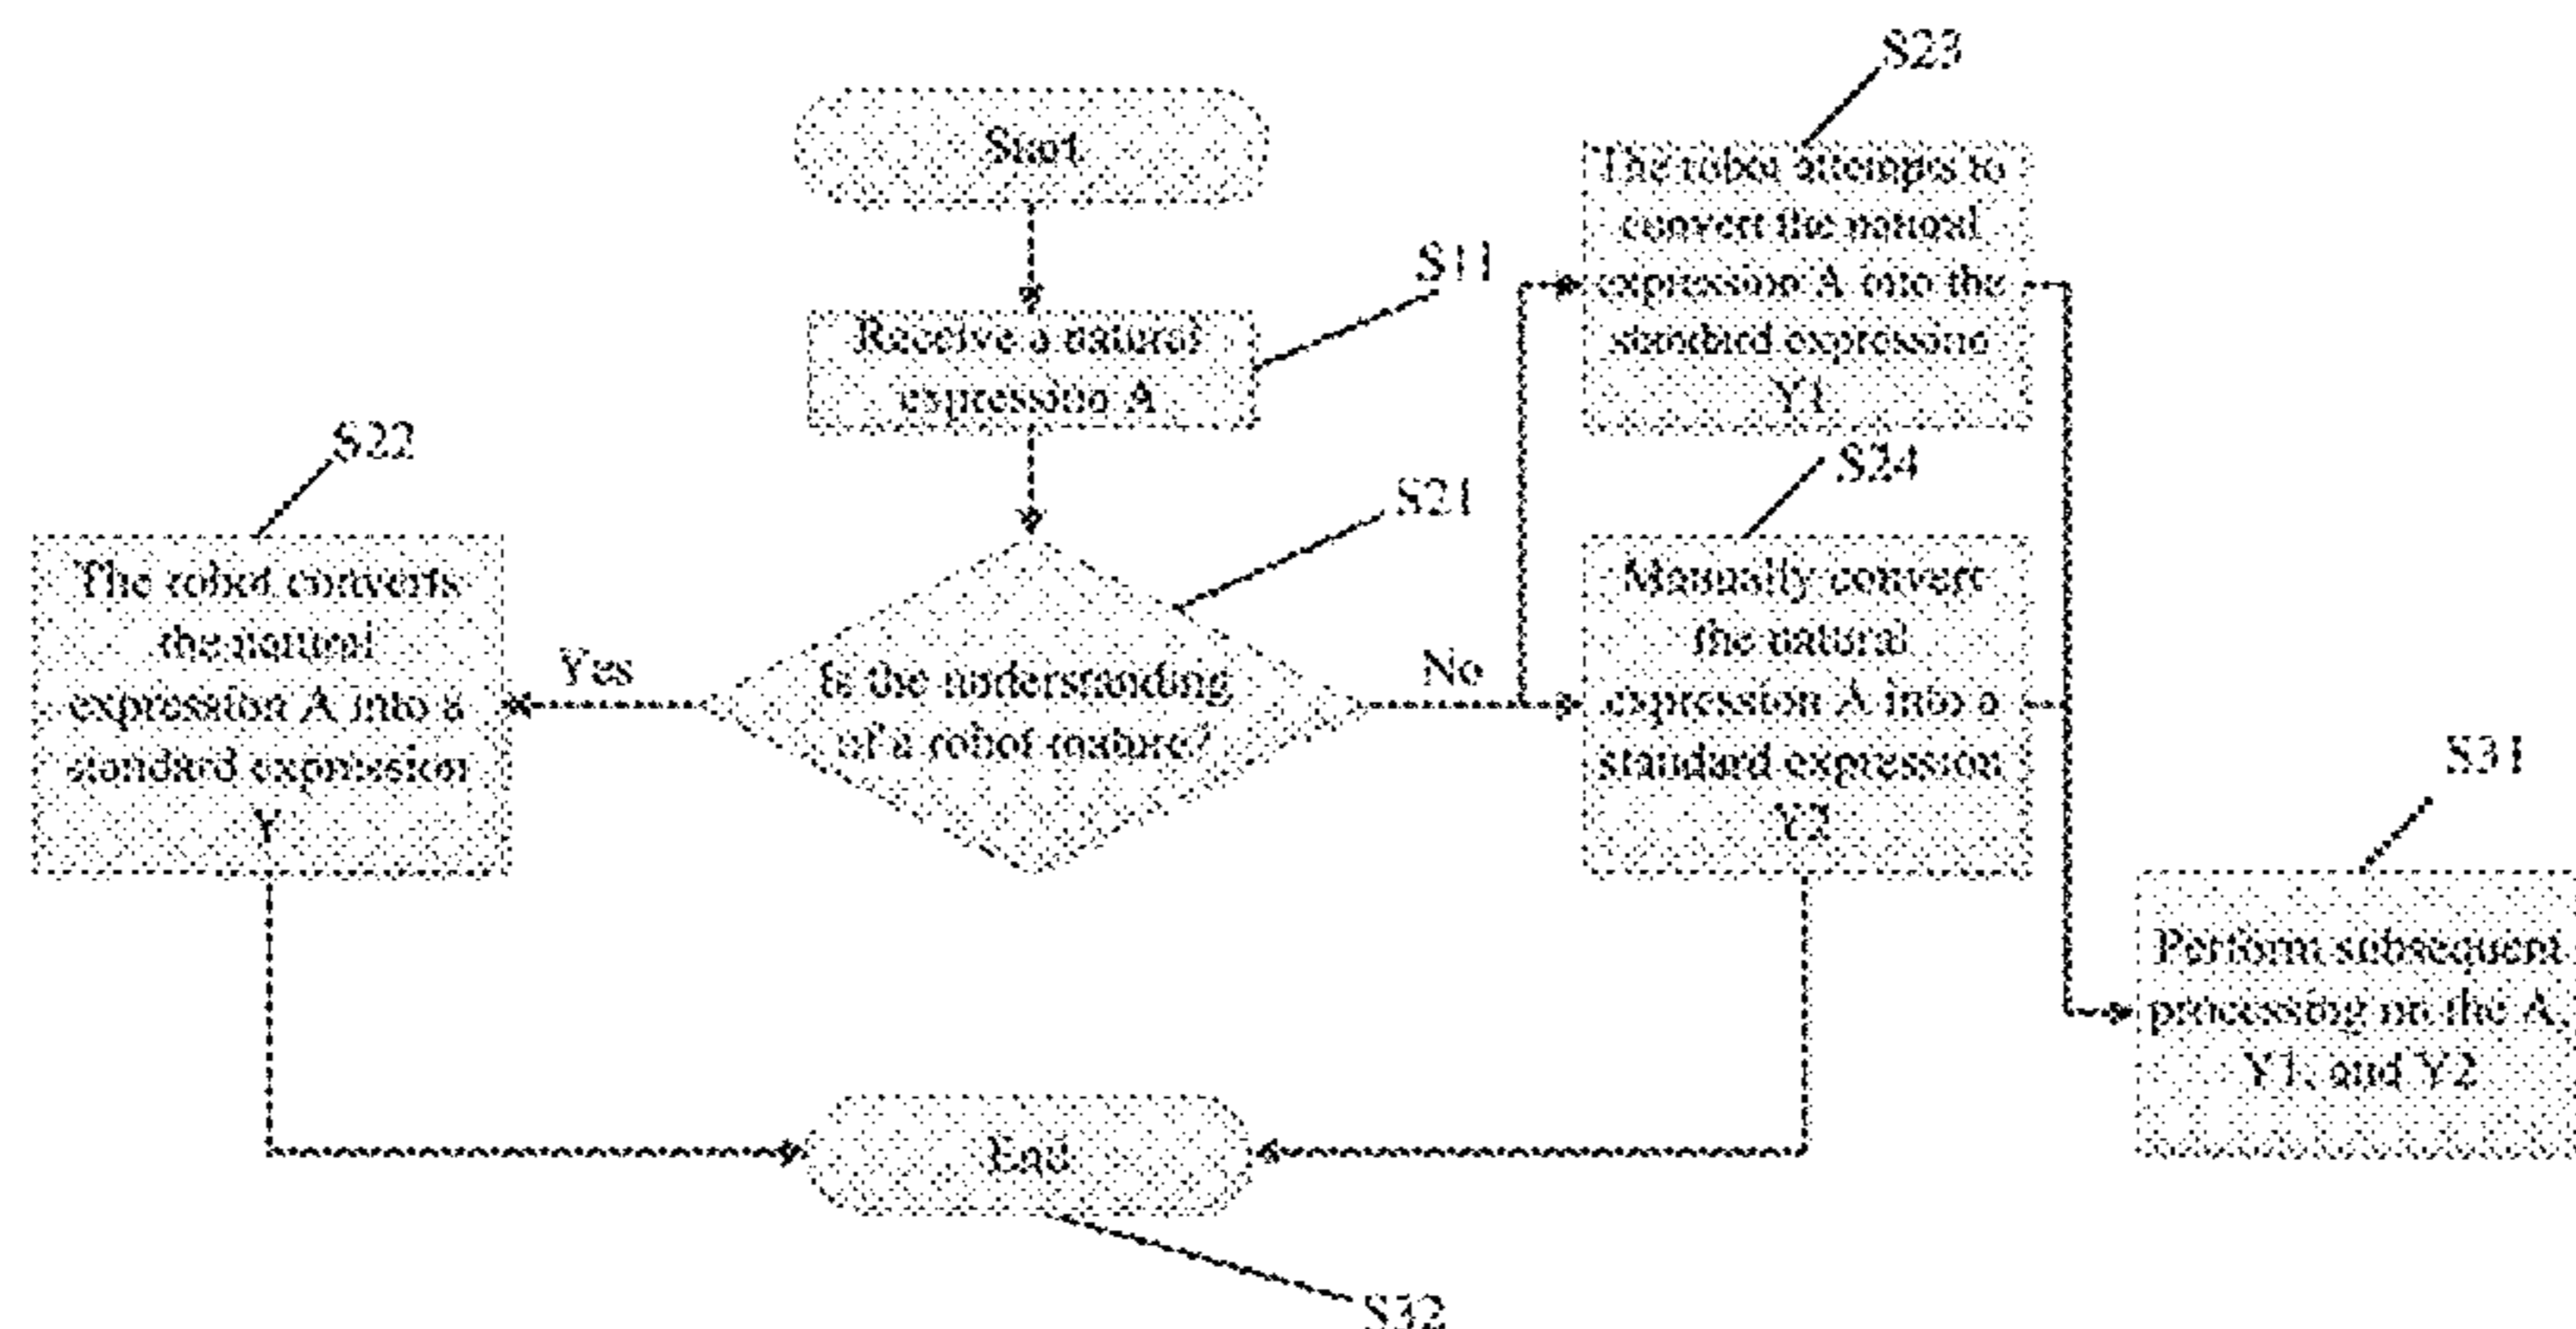 Start
S11
Receive a natural
expression A
S21
Is the understanding
of a robot mature?
Yes
No
S22
The robot converts
the natural
expression A into a
standard expression
Y
S23
The robot attempts to
convert the natural
expression A into the
standard expression
Y1
S24
Manually convert
the natural
expression A into a
standard expression
Y2
S31
Perform subsequent
processing on the A,
Y1, and Y2
End
S32